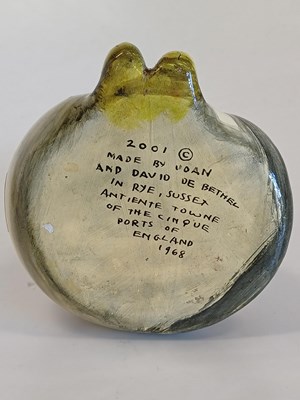 2001 ©
MADE BY JOAN
AND DAVID DE BETHEL
IN RYE, SUSSEX
ANTIENTE TOWNE
OF THE CINQUE
PORTS OF
ENGLAND
1968